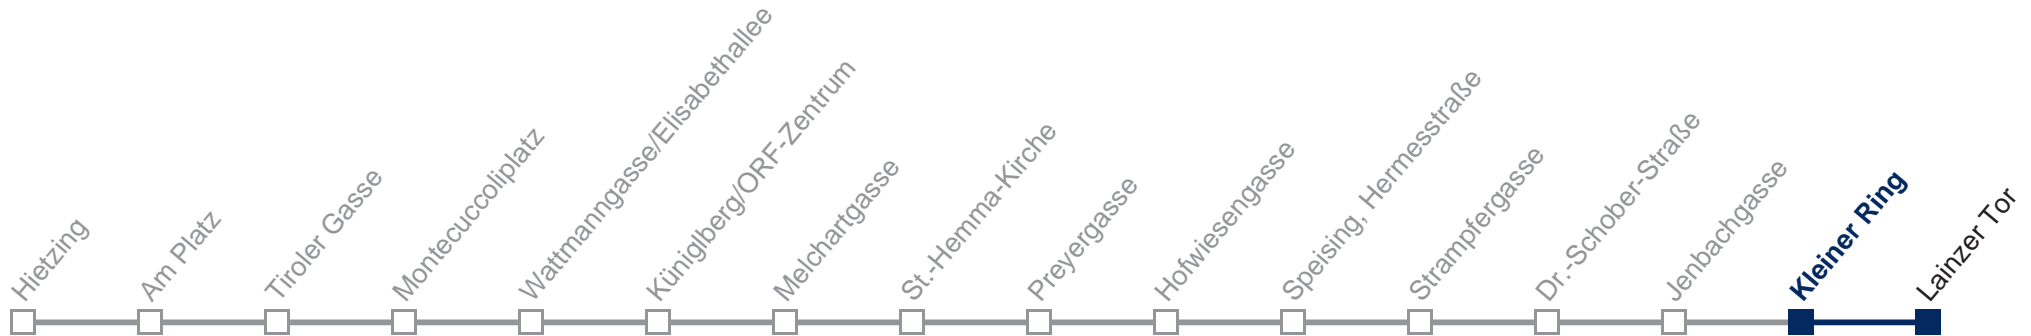 Hietzing
Am Platz
Tiroler Gasse
Montecuccoliplatz
Wattmanngasse/Elisabethallee
Küniglberg/ORF-Zentrum
Melchartgasse
St.-Hemma-Kirche
Preyergasse
Hofwiesengasse
Speising, Hermesstraße
Strampfergasse
Dr.-Schober-Straße
Jenbachgasse
Kleiner Ring
Lainzer Tor